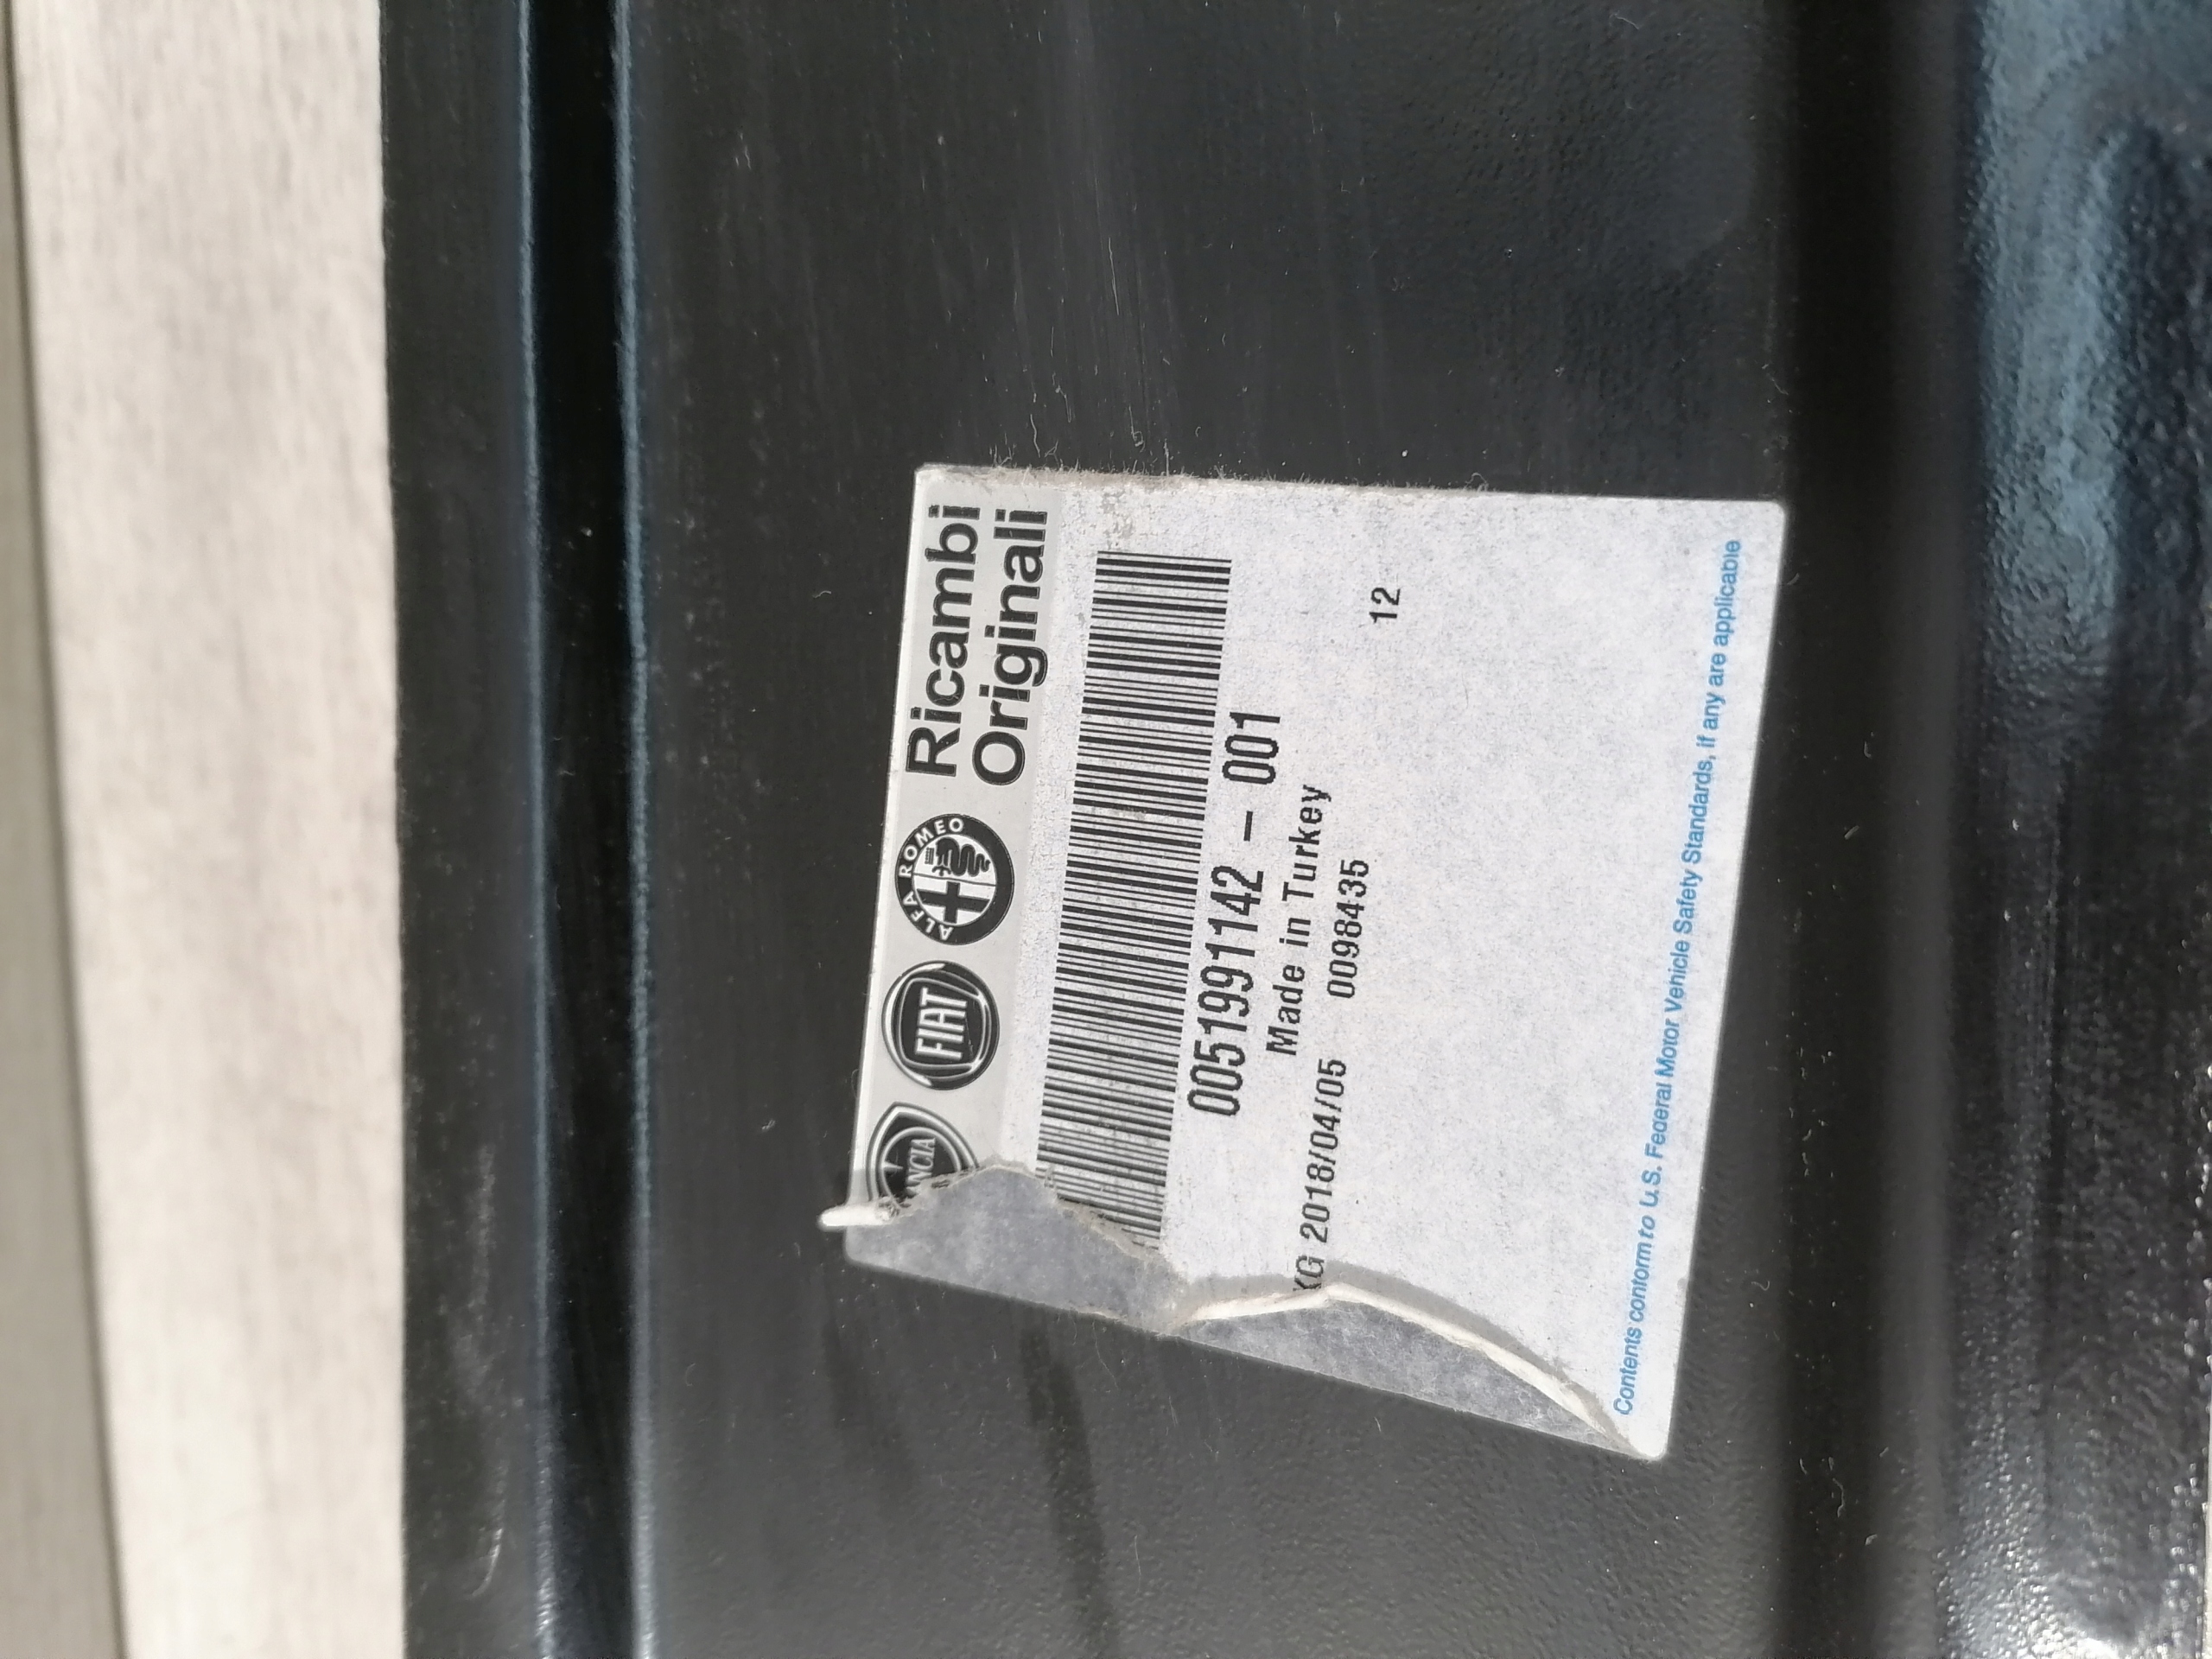 LANCIA FIAT ALFA ROMEO
Ricambi
Originali
0051991142 - 001
Made in Turkey
KG 2018/04/05 0098435
12
Contents conform to U.S. Federal Motor Vehicle Safety Standards, if any are applicable